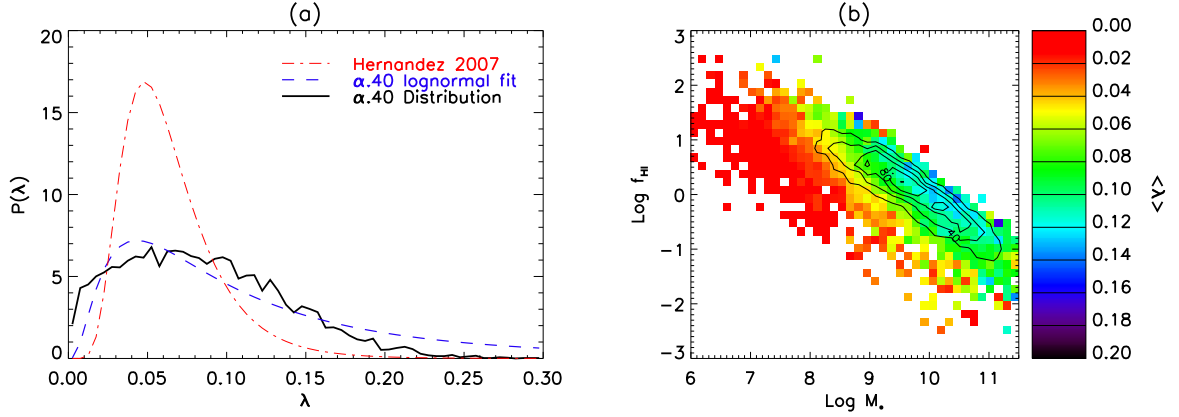 (a)
20
15
10
5
0
P(λ)
Hernandez 2007
α.40 lognormal fit
α.40 Distribution
0.00 0.05 0.10 0.15 0.20 0.25 0.30
λ
(b)
3
2
1
0
−1
−2
−3
Log f_HI
80
40
6 7 8 9 10 11
Log M_*
0.00
0.02
0.04
0.06
0.08
0.10
0.12
0.14
0.16
0.18
0.20
<λ>